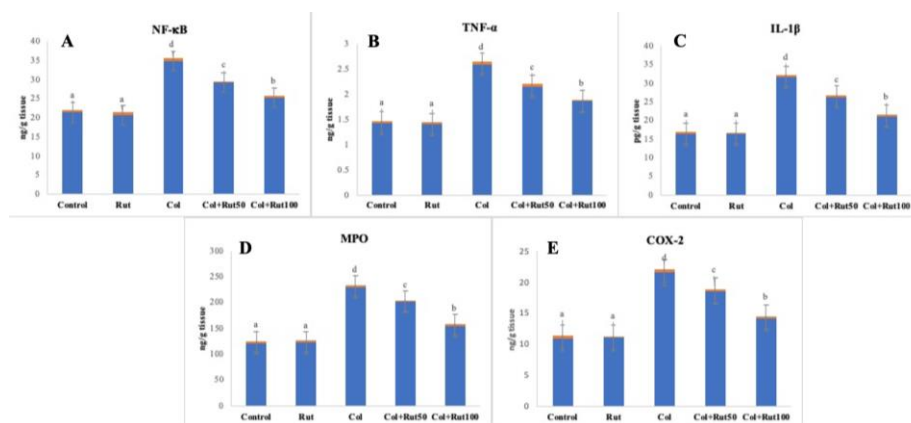 A
NF-κB
d
c
b
a
a
40
35
30
25
20
15
10
5
0
ng/g tissue
Control Rut Col Col+Rut50 Col+Rut100
B
TNF-α
d
c
b
a
a
3
2.5
2
1.5
1
0.5
0
ng/g tissue
Control Rut Col Col+Rut50 Col+Rut100
C
IL-1β
d
c
b
a
a
40
35
30
25
20
15
10
5
0
pg/g tissue
Control Rut Col Col+Rut50 Col+Rut100
D
MPO
d
c
b
a
a
300
250
200
150
100
50
0
ng/g tissue
Control Rut Col Col+Rut50 Col+Rut100
E
COX-2
d
c
b
a
a
25
20
15
10
5
0
ng/g tissue
Control Rut Col Col+Rut50 Col+Rut100